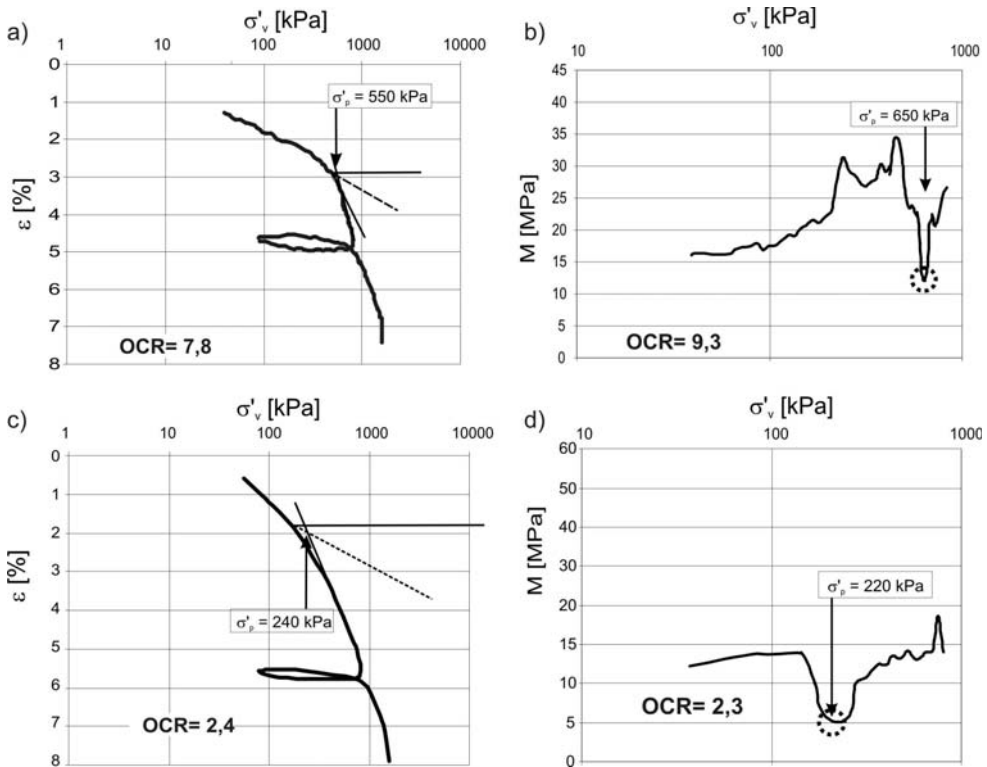 a)
σ'ᵥ [kPa]
1 10 100 1000 10000
0
1
2
3
4
5
6
7
8
ε [%]
σ'ₚ = 550 kPa
OCR= 7,8
b)
σ'ᵥ [kPa]
10 100 1000
45
40
35
30
25
20
15
10
5
0
M [MPa]
σ'ₚ = 650 kPa
OCR= 9,3
c)
σ'ᵥ [kPa]
1 10 100 1000 10000
0
1
2
3
4
5
6
7
8
ε [%]
σ'ₚ = 240 kPa
OCR= 2,4
d)
σ'ᵥ [kPa]
10 100 1000
60
50
40
30
20
15
10
5
0
M [MPa]
σ'ₚ = 220 kPa
OCR= 2,3